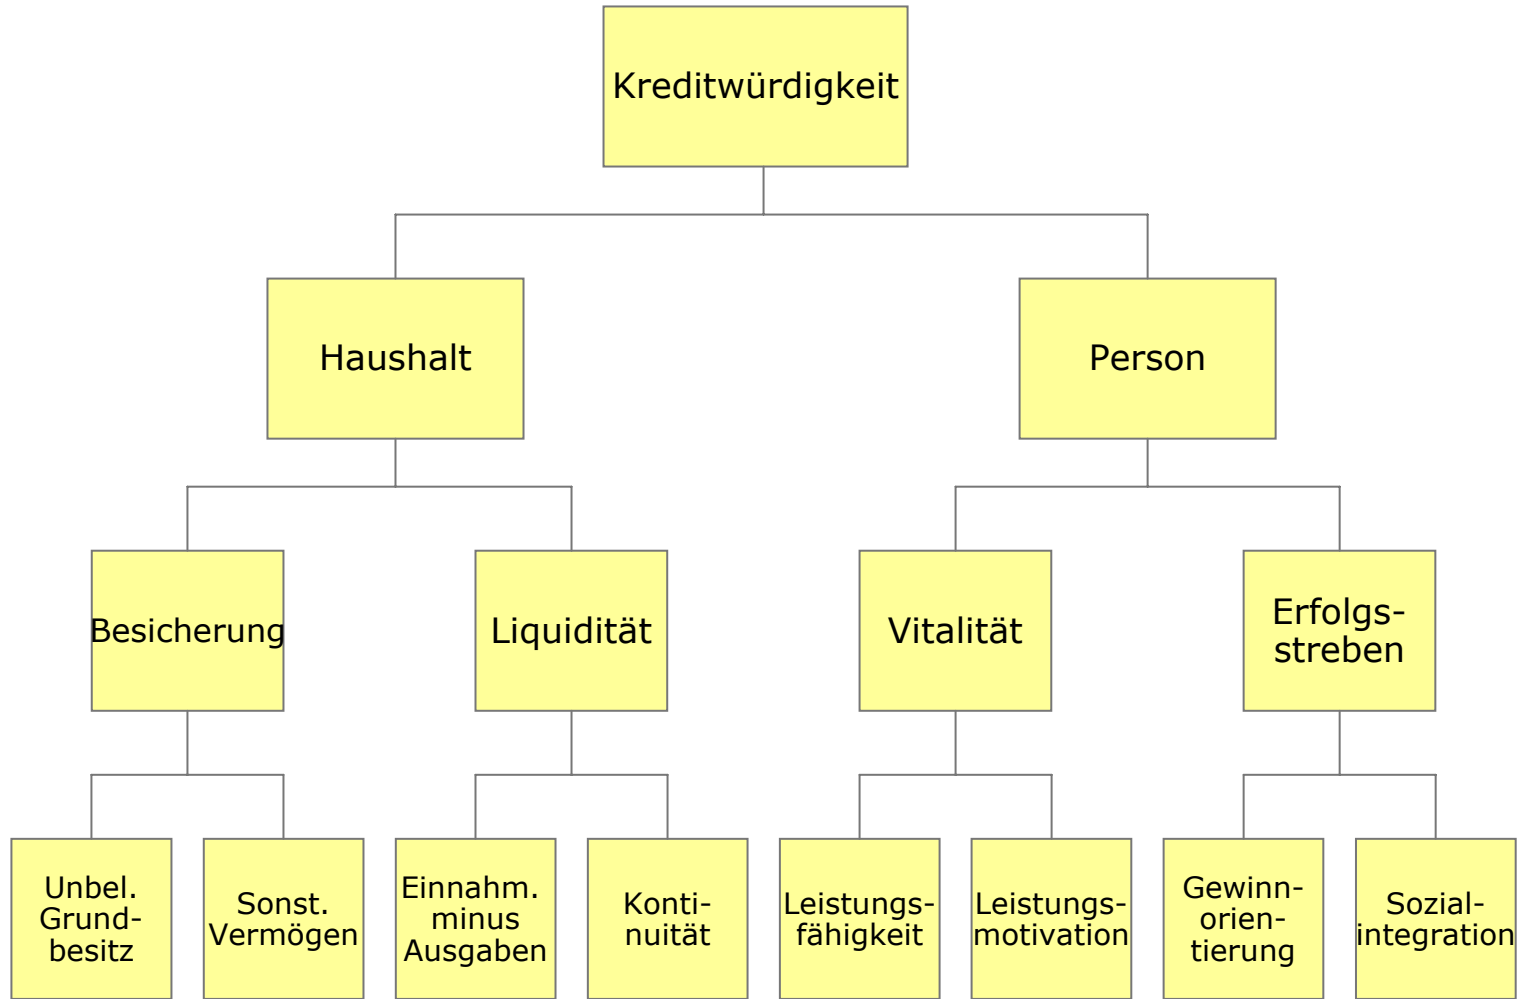 Kreditwürdigkeit
Haushalt
Person
Besicherung
Liquidität
Vitalität
Erfolgs-
streben
Unbel.
Grund-
besitz
Sonst.
Vermögen
Einnahm.
minus
Ausgaben
Konti-
nuität
Leistungs-
fähigkeit
Leistungs-
motivation
Gewinn-
orien-
tierung
Sozial-
integration